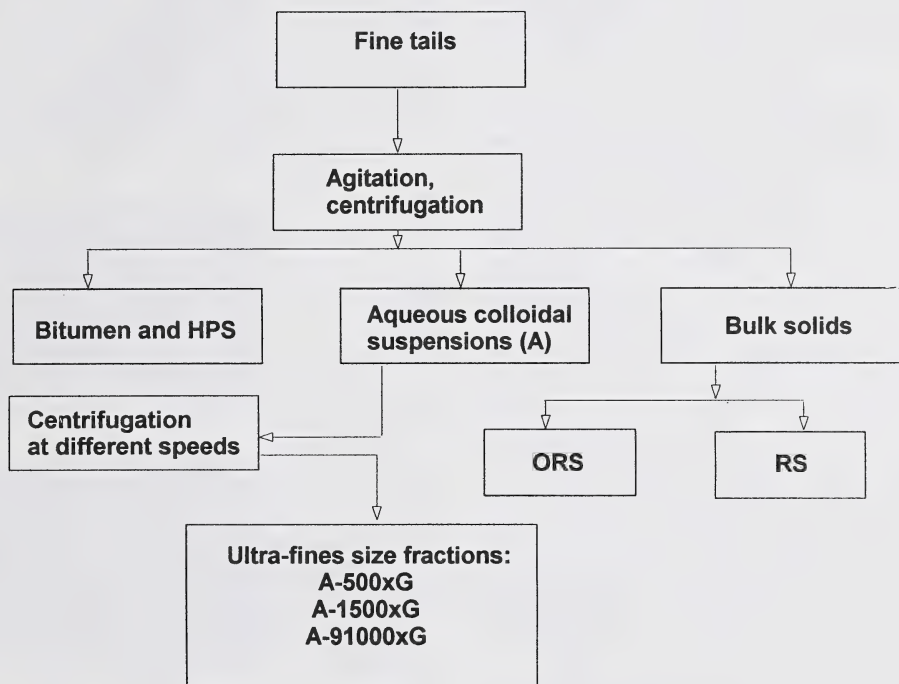 Fine tails
Agitation,
centrifugation
Bitumen and HPS
Aqueous colloidal
suspensions (A)
Bulk solids
Centrifugation
at different speeds
ORS
RS
Ultra-fines size fractions:
A-500xG
A-1500xG
A-91000xG